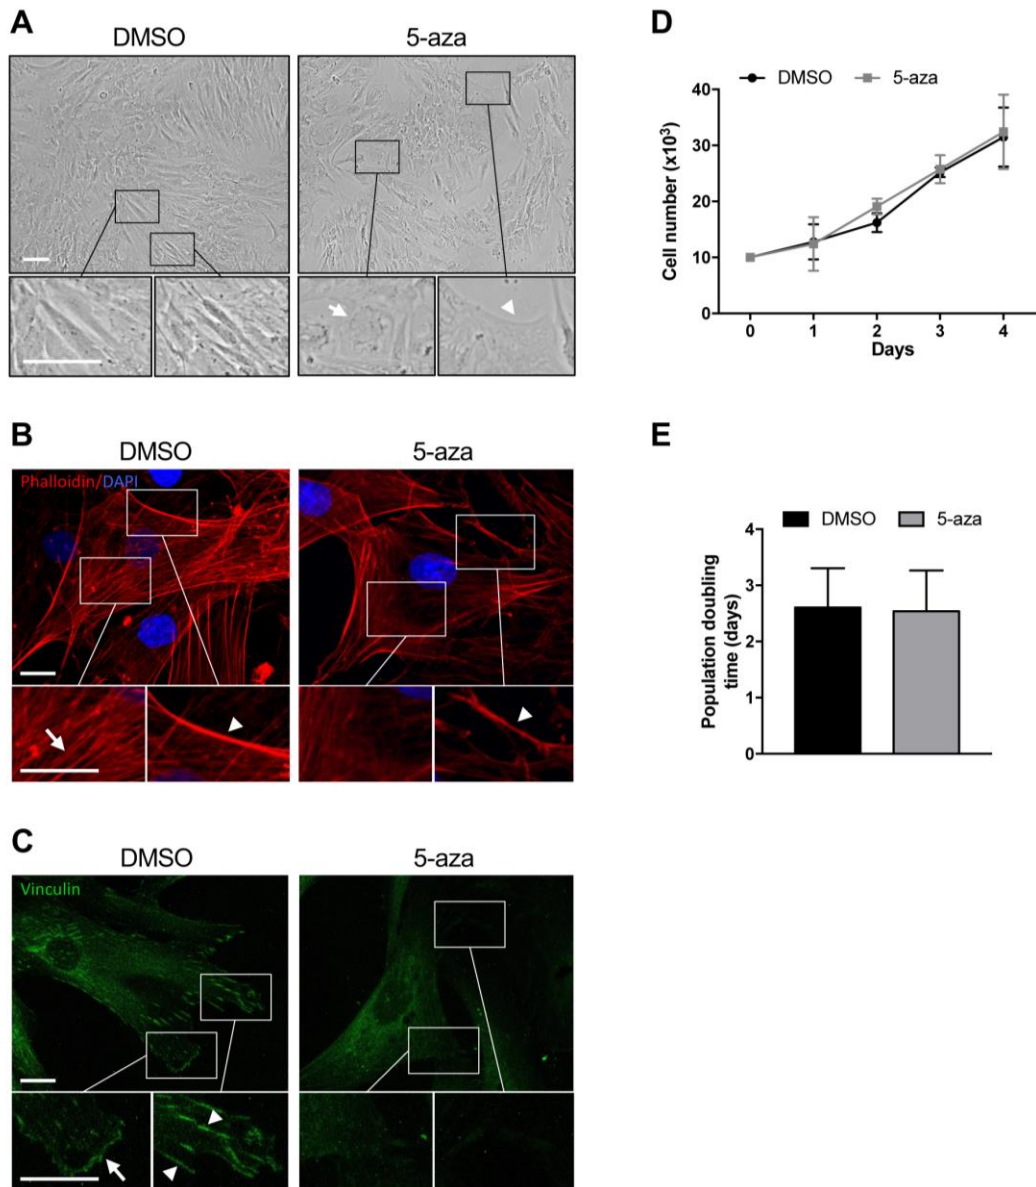 A
DMSO
5-aza
B
DMSO
5-aza
Phalloidin/DAPI
C
DMSO
5-aza
Vinculin
D
DMSO
5-aza
Cell number (x10³)
40
30
20
10
0
0 1 2 3 4
Days
E
DMSO
5-aza
Population doubling
time (days)
4
3
2
1
0